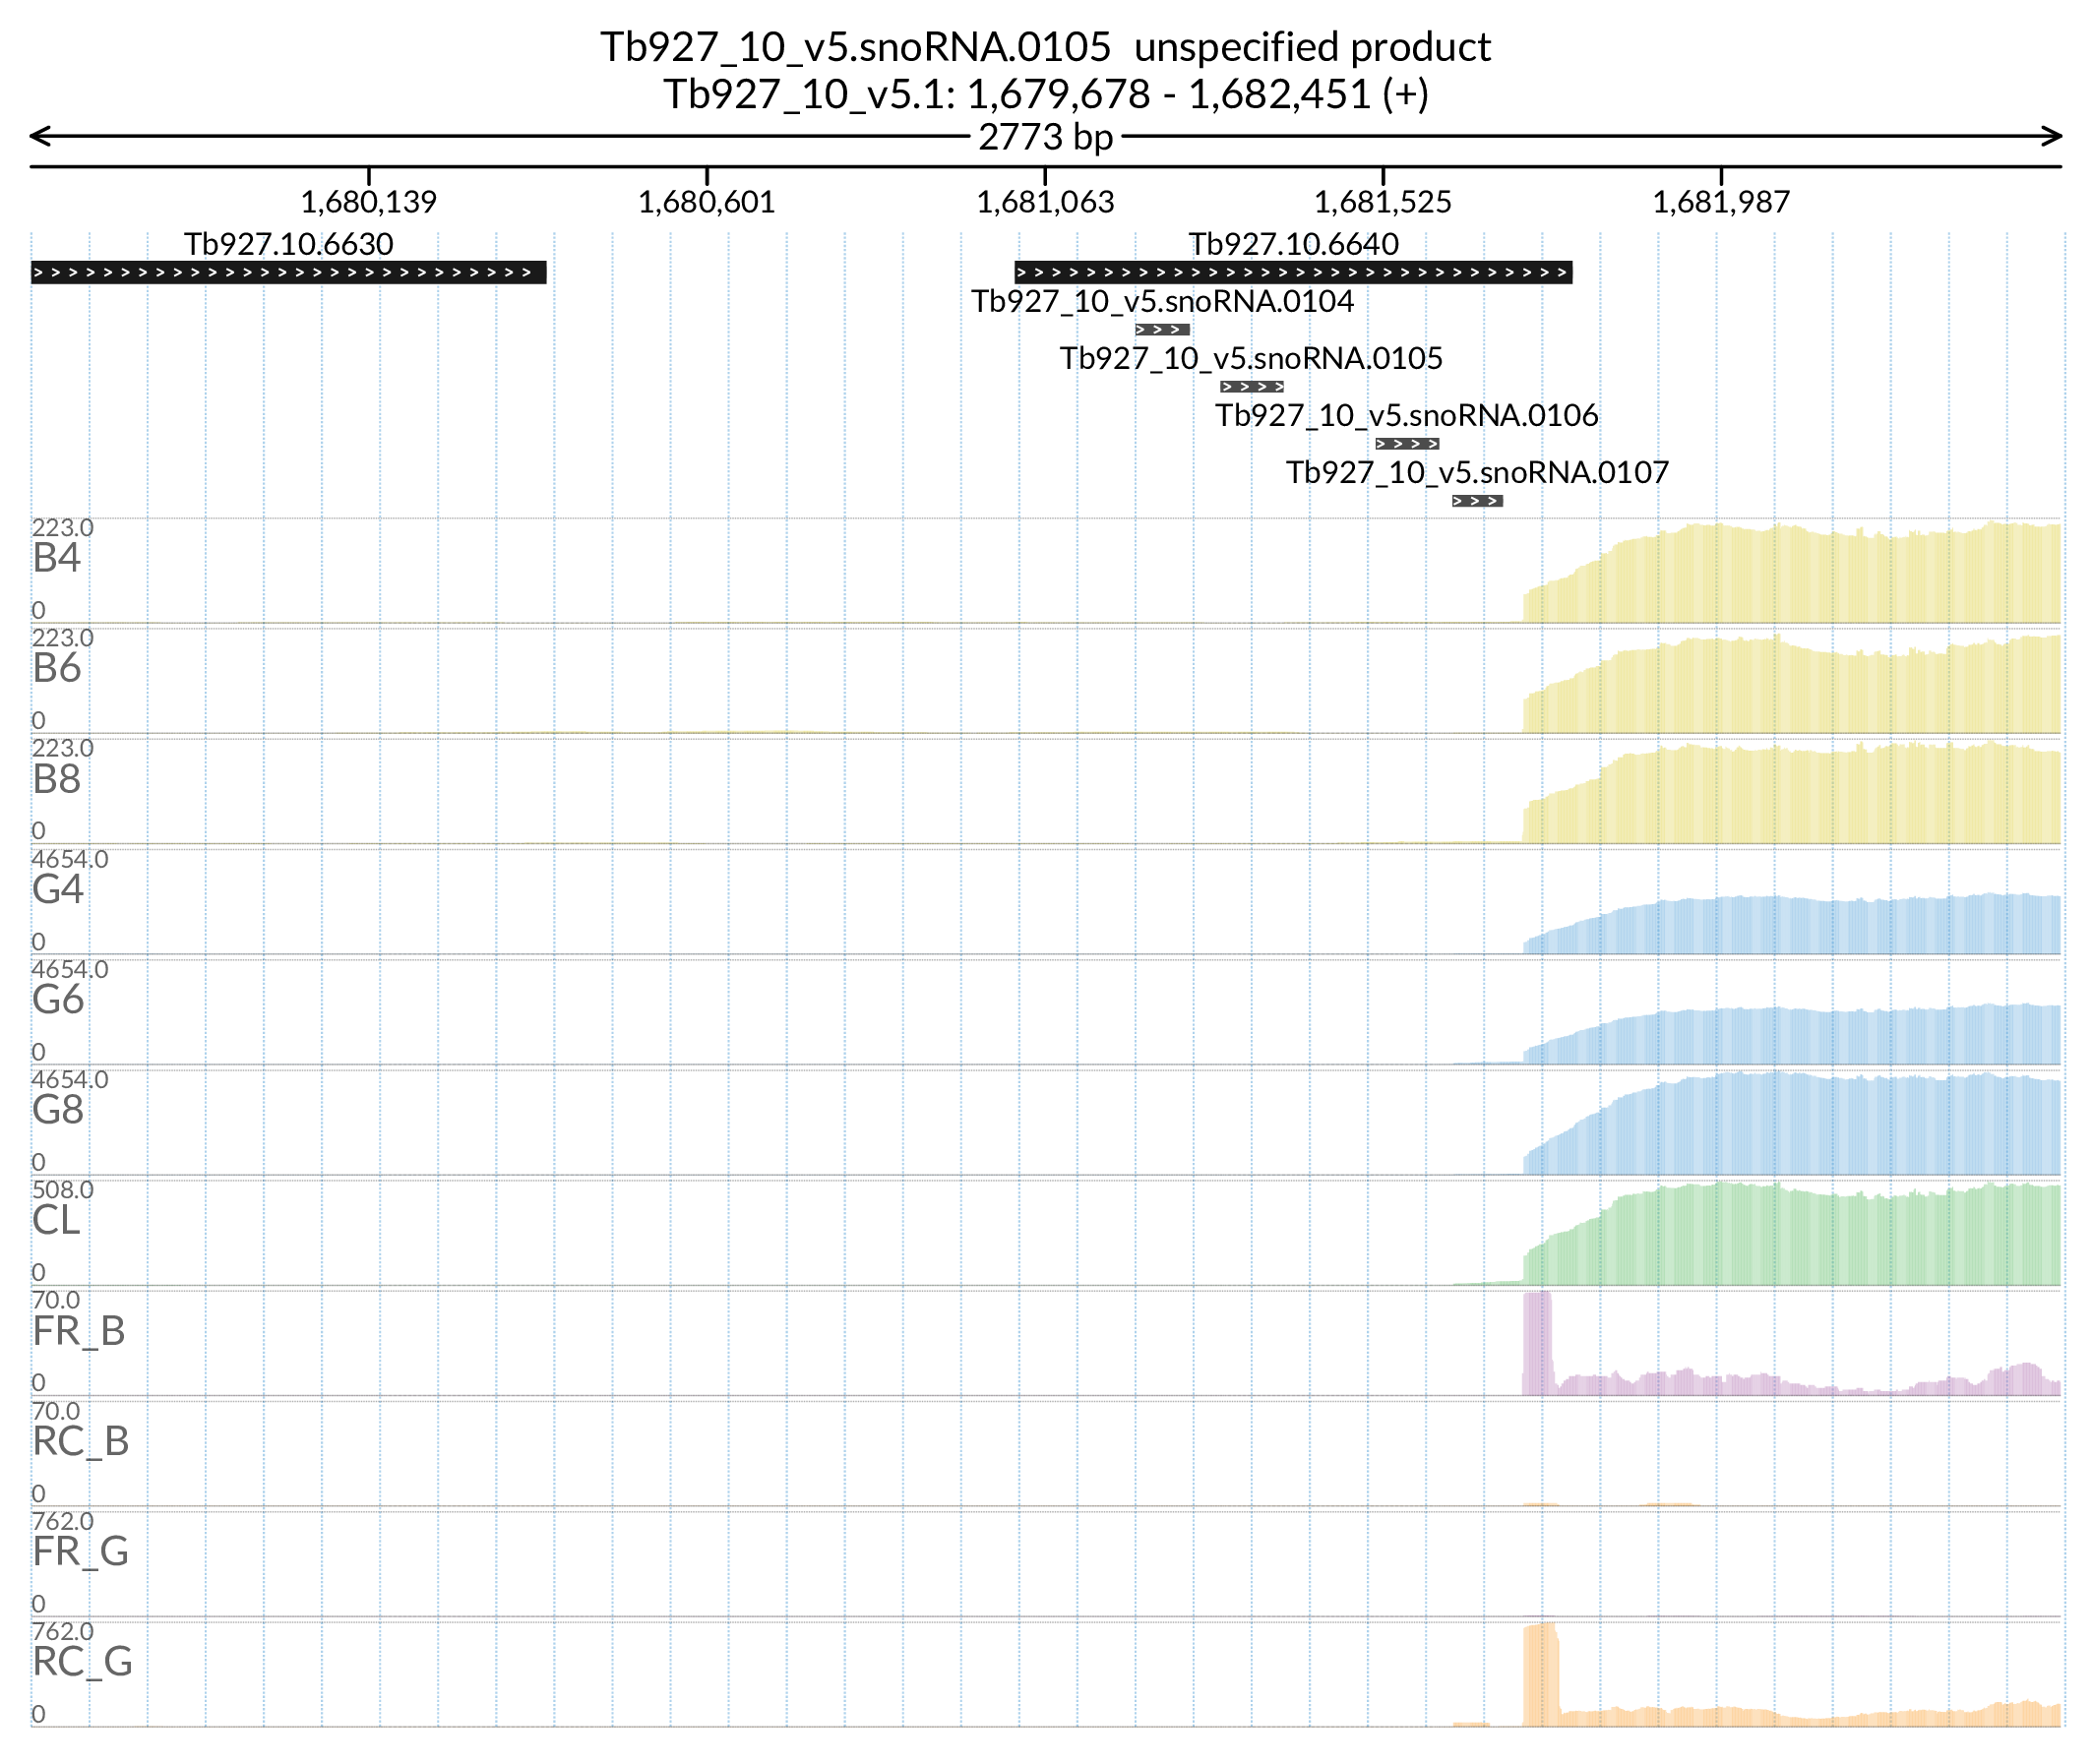 Tb927_10_v5.snoRNA.0105 unspecified product
Tb927_10_v5.1: 1,679,678 - 1,682,451 (+)
2773 bp
1,680,139 1,680,601 1,681,063 1,681,525 1,681,987
Tb927.10.6630 Tb927.10.6640
Tb927_10_v5.snoRNA.0104
Tb927_10_v5.snoRNA.0105
Tb927_10_v5.snoRNA.0106
Tb927_10_v5.snoRNA.0107
223.0
B4
0
223.0
B6
0
223.0
B8
0
4654.0
G4
0
4654.0
G6
0
4654.0
G8
0
508.0
CL
0
70.0
FR_B
0
70.0
RC_B
0
762.0
FR_G
0
762.0
RC_G
0